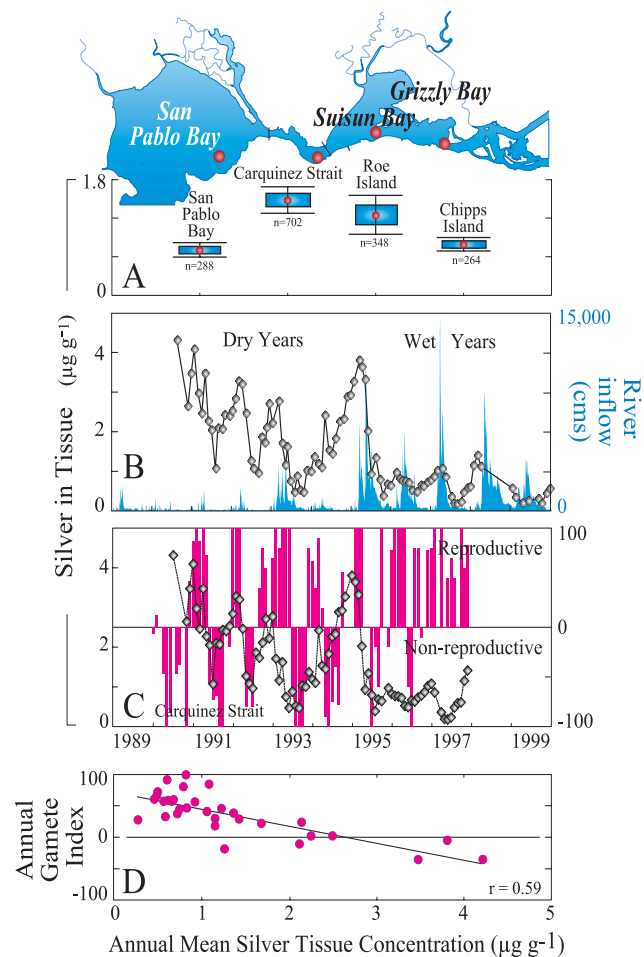 Grizzly Bay
San
Pablo Bay
Suisun Bay
Carquinez Strait
Roe
Island
San
Pablo
Bay
Chipps
Island
n=702
n=348
n=288
n=264
1.8
0
A
Silver in Tissue (µg g-1)
Dry Years
Wet Years
4
2
0
B
15,000
0
River
inflow
(cms)
Reproductive
Non-reproductive
4
2
0
C
Carquinez Strait
100
0
-100
1989
1991
1993
1995
1997
1999
Annual
Gamete
Index
100
0
-100
D
r = 0.59
0
1
2
3
4
5
Annual Mean Silver Tissue Concentration (µg g-1)